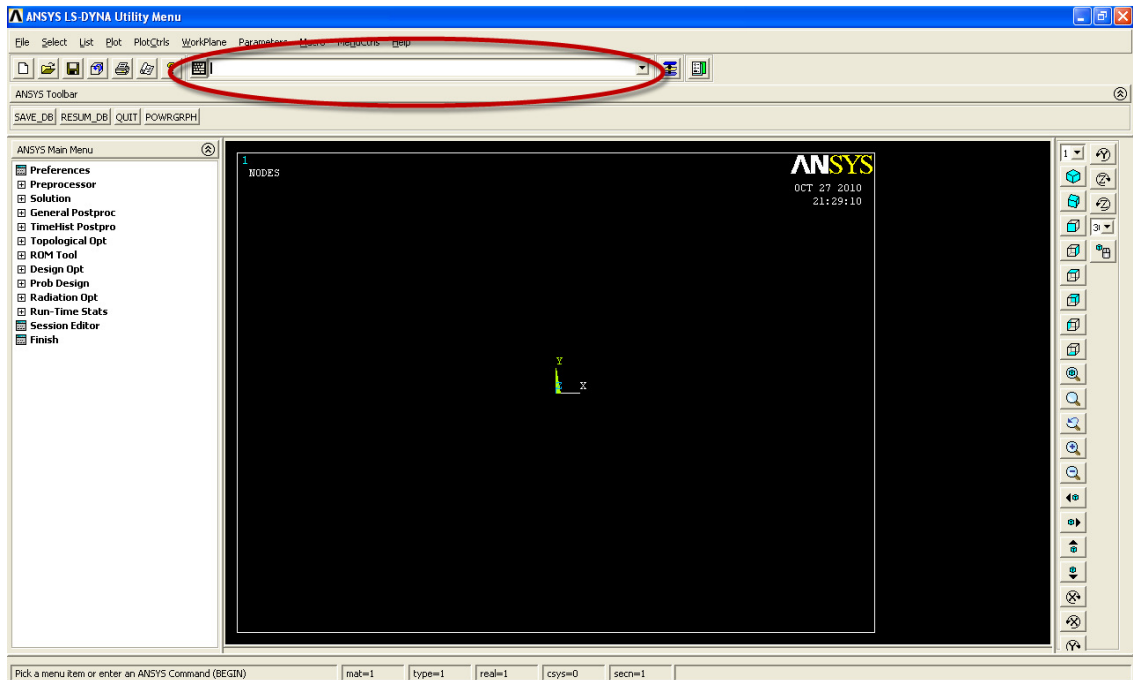 ANSYS LS-DYNA Utility Menu
File Select List Plot PlotCtrls WorkPlane Parameters Macro MenuCtrls Help
ANSYS Toolbar
SAVE_DB RESUM_DB QUIT POWRGRPH
ANSYS Main Menu
Preferences
Preprocessor
Solution
General Postproc
TimeHist Postpro
Topological Opt
ROM Tool
Design Opt
Prob Design
Radiation Opt
Run-Time Stats
Session Editor
Finish
1
NODES
ANSYS
OCT 27 2010
21:29:10
Y
Z X
1
Pick a menu item or enter an ANSYS Command (BEGIN) mat=1 type=1 real=1 csys=0 secn=1